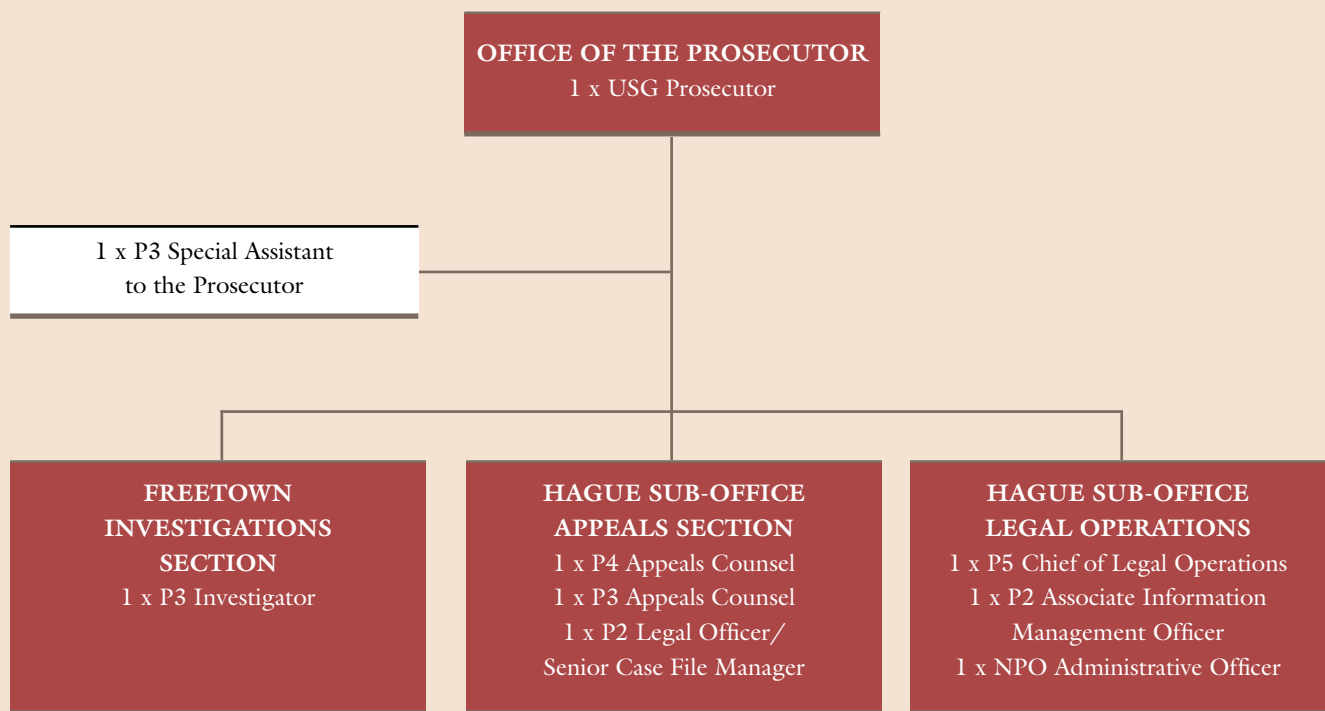 OFFICE OF THE PROSECUTOR
1 x USG Prosecutor
1 x P3 Special Assistant
to the Prosecutor
FREETOWN
INVESTIGATIONS
SECTION
1 x P3 Investigator
HAGUE SUB-OFFICE
APPEALS SECTION
1 x P4 Appeals Counsel
1 x P3 Appeals Counsel
1 x P2 Legal Officer/
Senior Case File Manager
HAGUE SUB-OFFICE
LEGAL OPERATIONS
1 x P5 Chief of Legal Operations
1 x P2 Associate Information
Management Officer
1 x NPO Administrative Officer